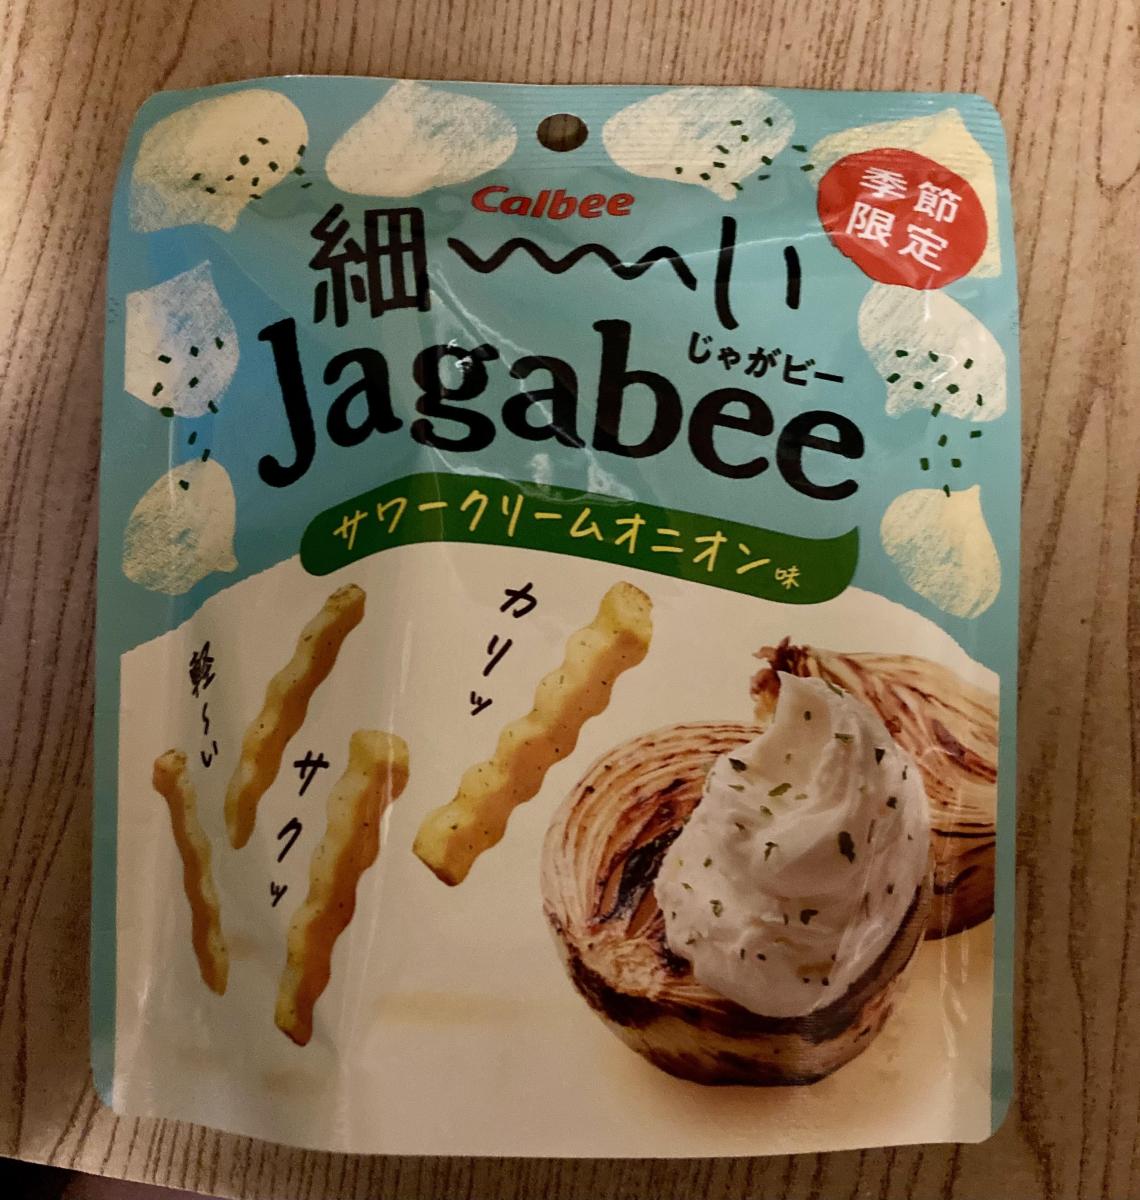 Calbee
季節
限定
細〜〜〜い
Jagabee
じゃがビー
サワークリームオニオン味
カリッ
軽〜い
サクッ